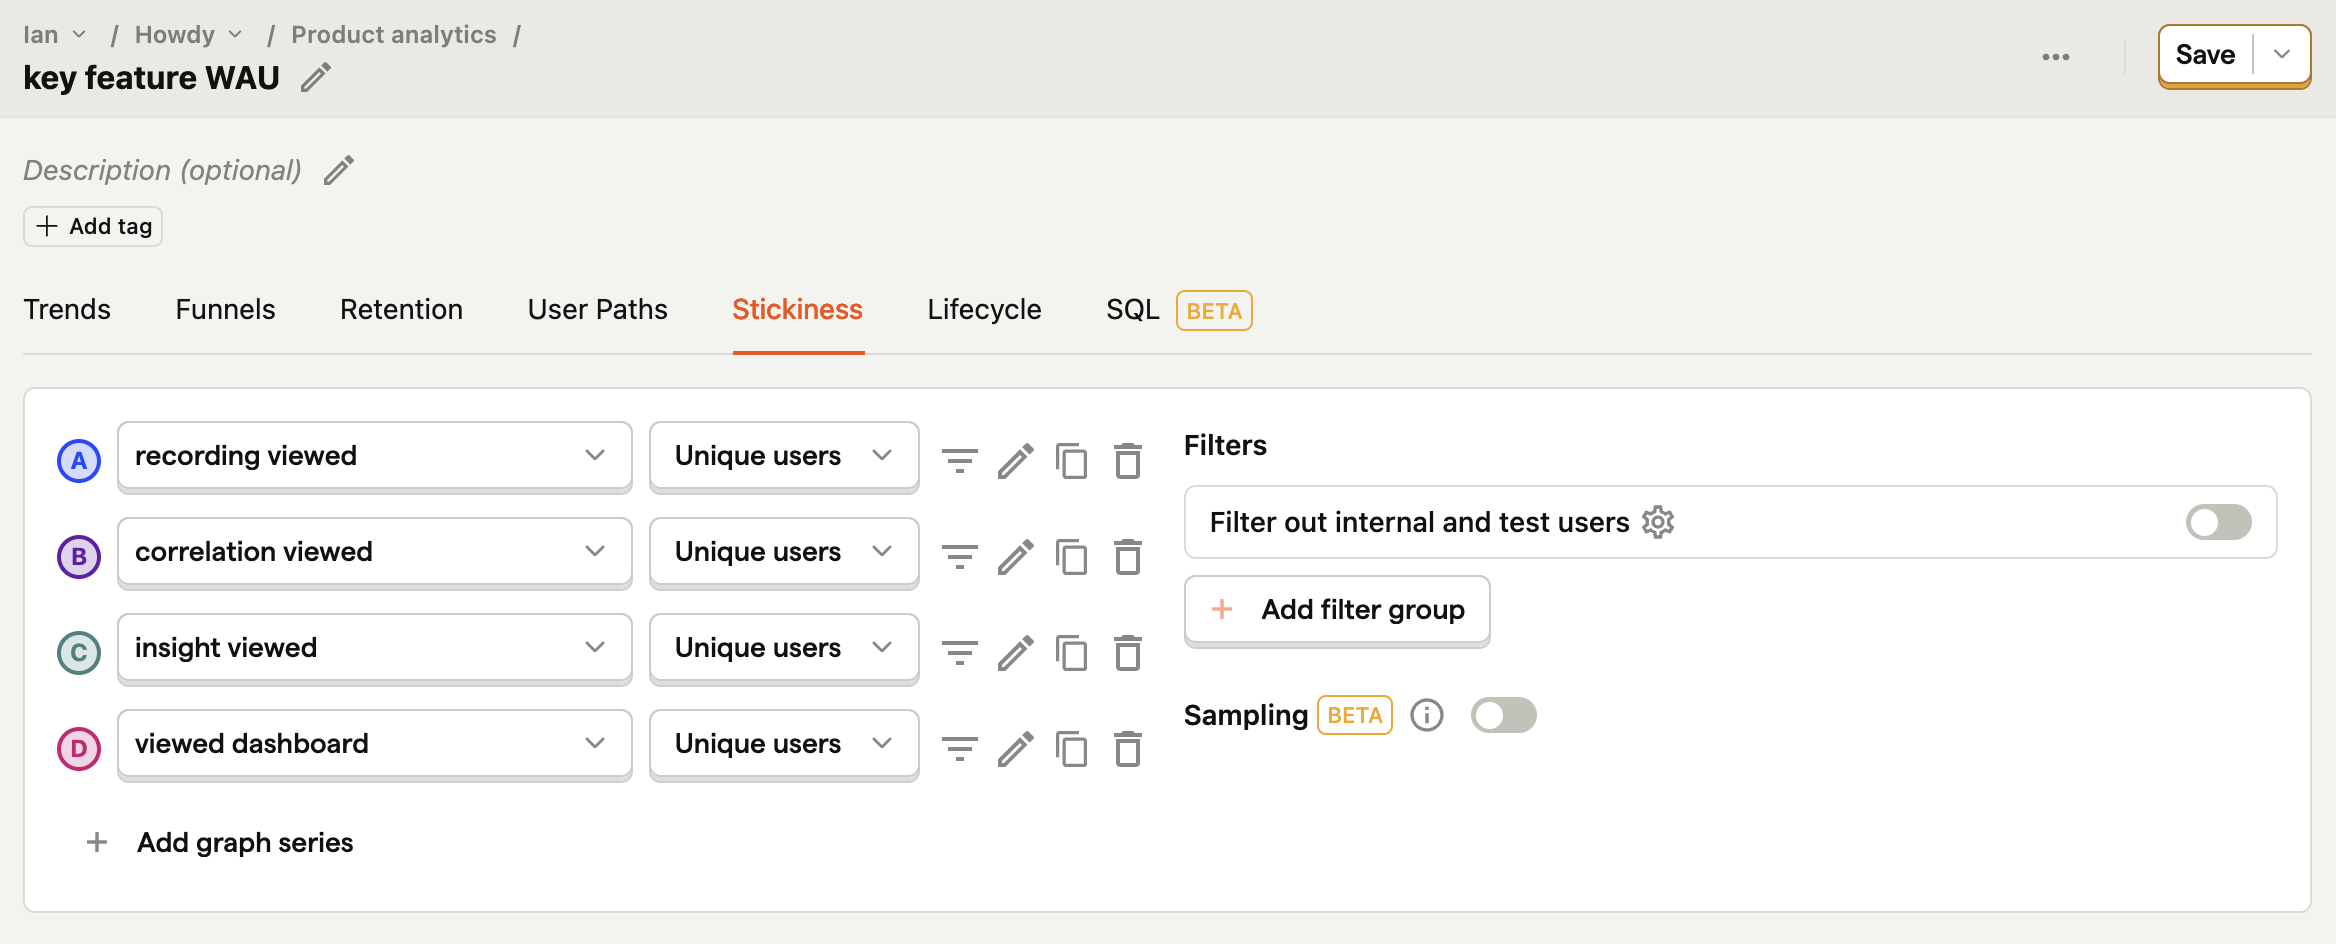 Ian / Howdy / Product analytics /
key feature WAU
Save
Description (optional)
Add tag
Trends Funnels Retention User Paths Stickiness Lifecycle SQL BETA
A recording viewed Unique users
B correlation viewed Unique users
C insight viewed Unique users
D viewed dashboard Unique users
+ Add graph series
Filters
Filter out internal and test users
+ Add filter group
Sampling BETA